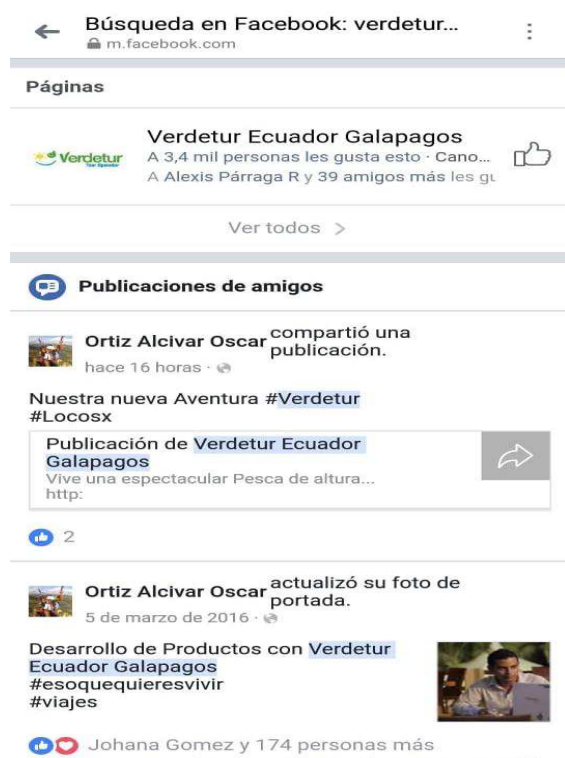 Búsqueda en Facebook: verdetur...
m.facebook.com
Páginas
Verdetur
Tour Operador
Verdetur Ecuador Galapagos
A 3,4 mil personas les gusta esto · Cano...
A Alexis Párraga R y 39 amigos más les gu
Ver todos >
Publicaciones de amigos
Ortiz Alcivar Oscar compartió una
publicación.
hace 16 horas ·
Nuestra nueva Aventura #Verdetur
#Locosx
Publicación de Verdetur Ecuador
Galapagos
Vive una espectacular Pesca de altura...
http:
2
Ortiz Alcivar Oscar actualizó su foto de
portada.
5 de marzo de 2016 ·
Desarrollo de Productos con Verdetur
Ecuador Galapagos
#esoquequieresvivir
#viajes
Johana Gomez y 174 personas más